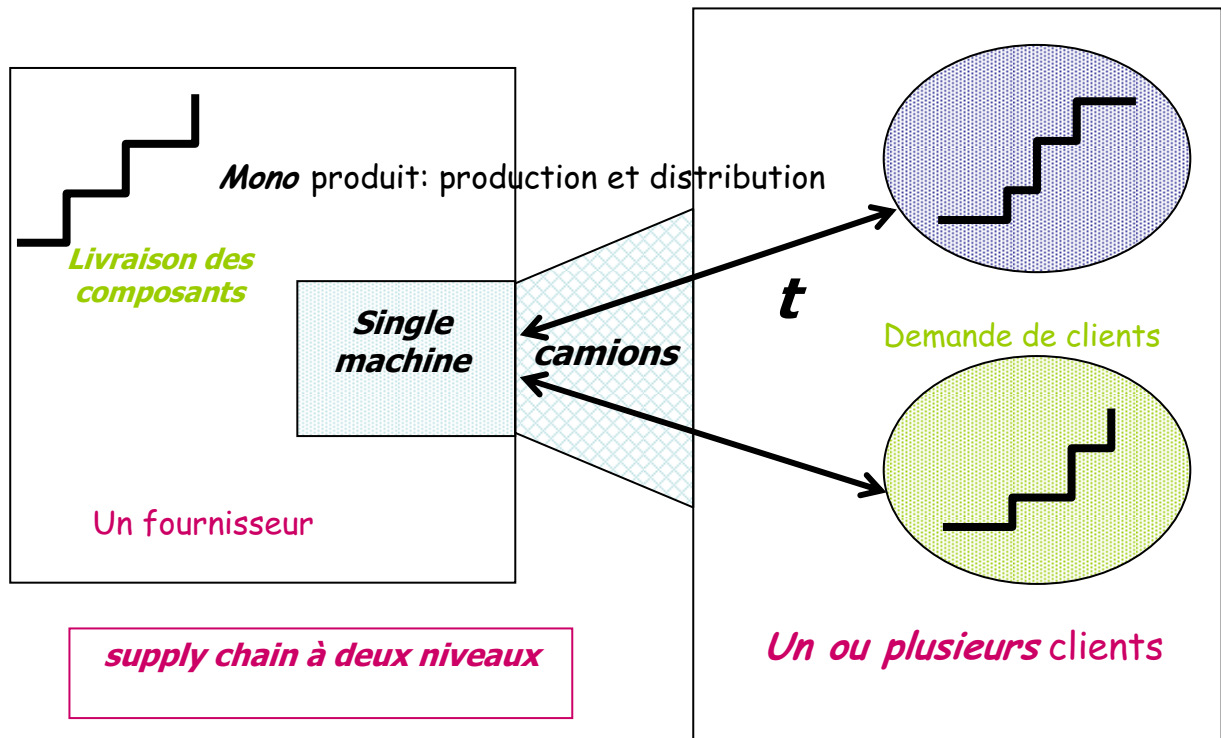 Mono produit: production et distribution
Livraison des
composants
Single
machine
camions
t
Demande de clients
Un fournisseur
supply chain à deux niveaux
Un ou plusieurs clients